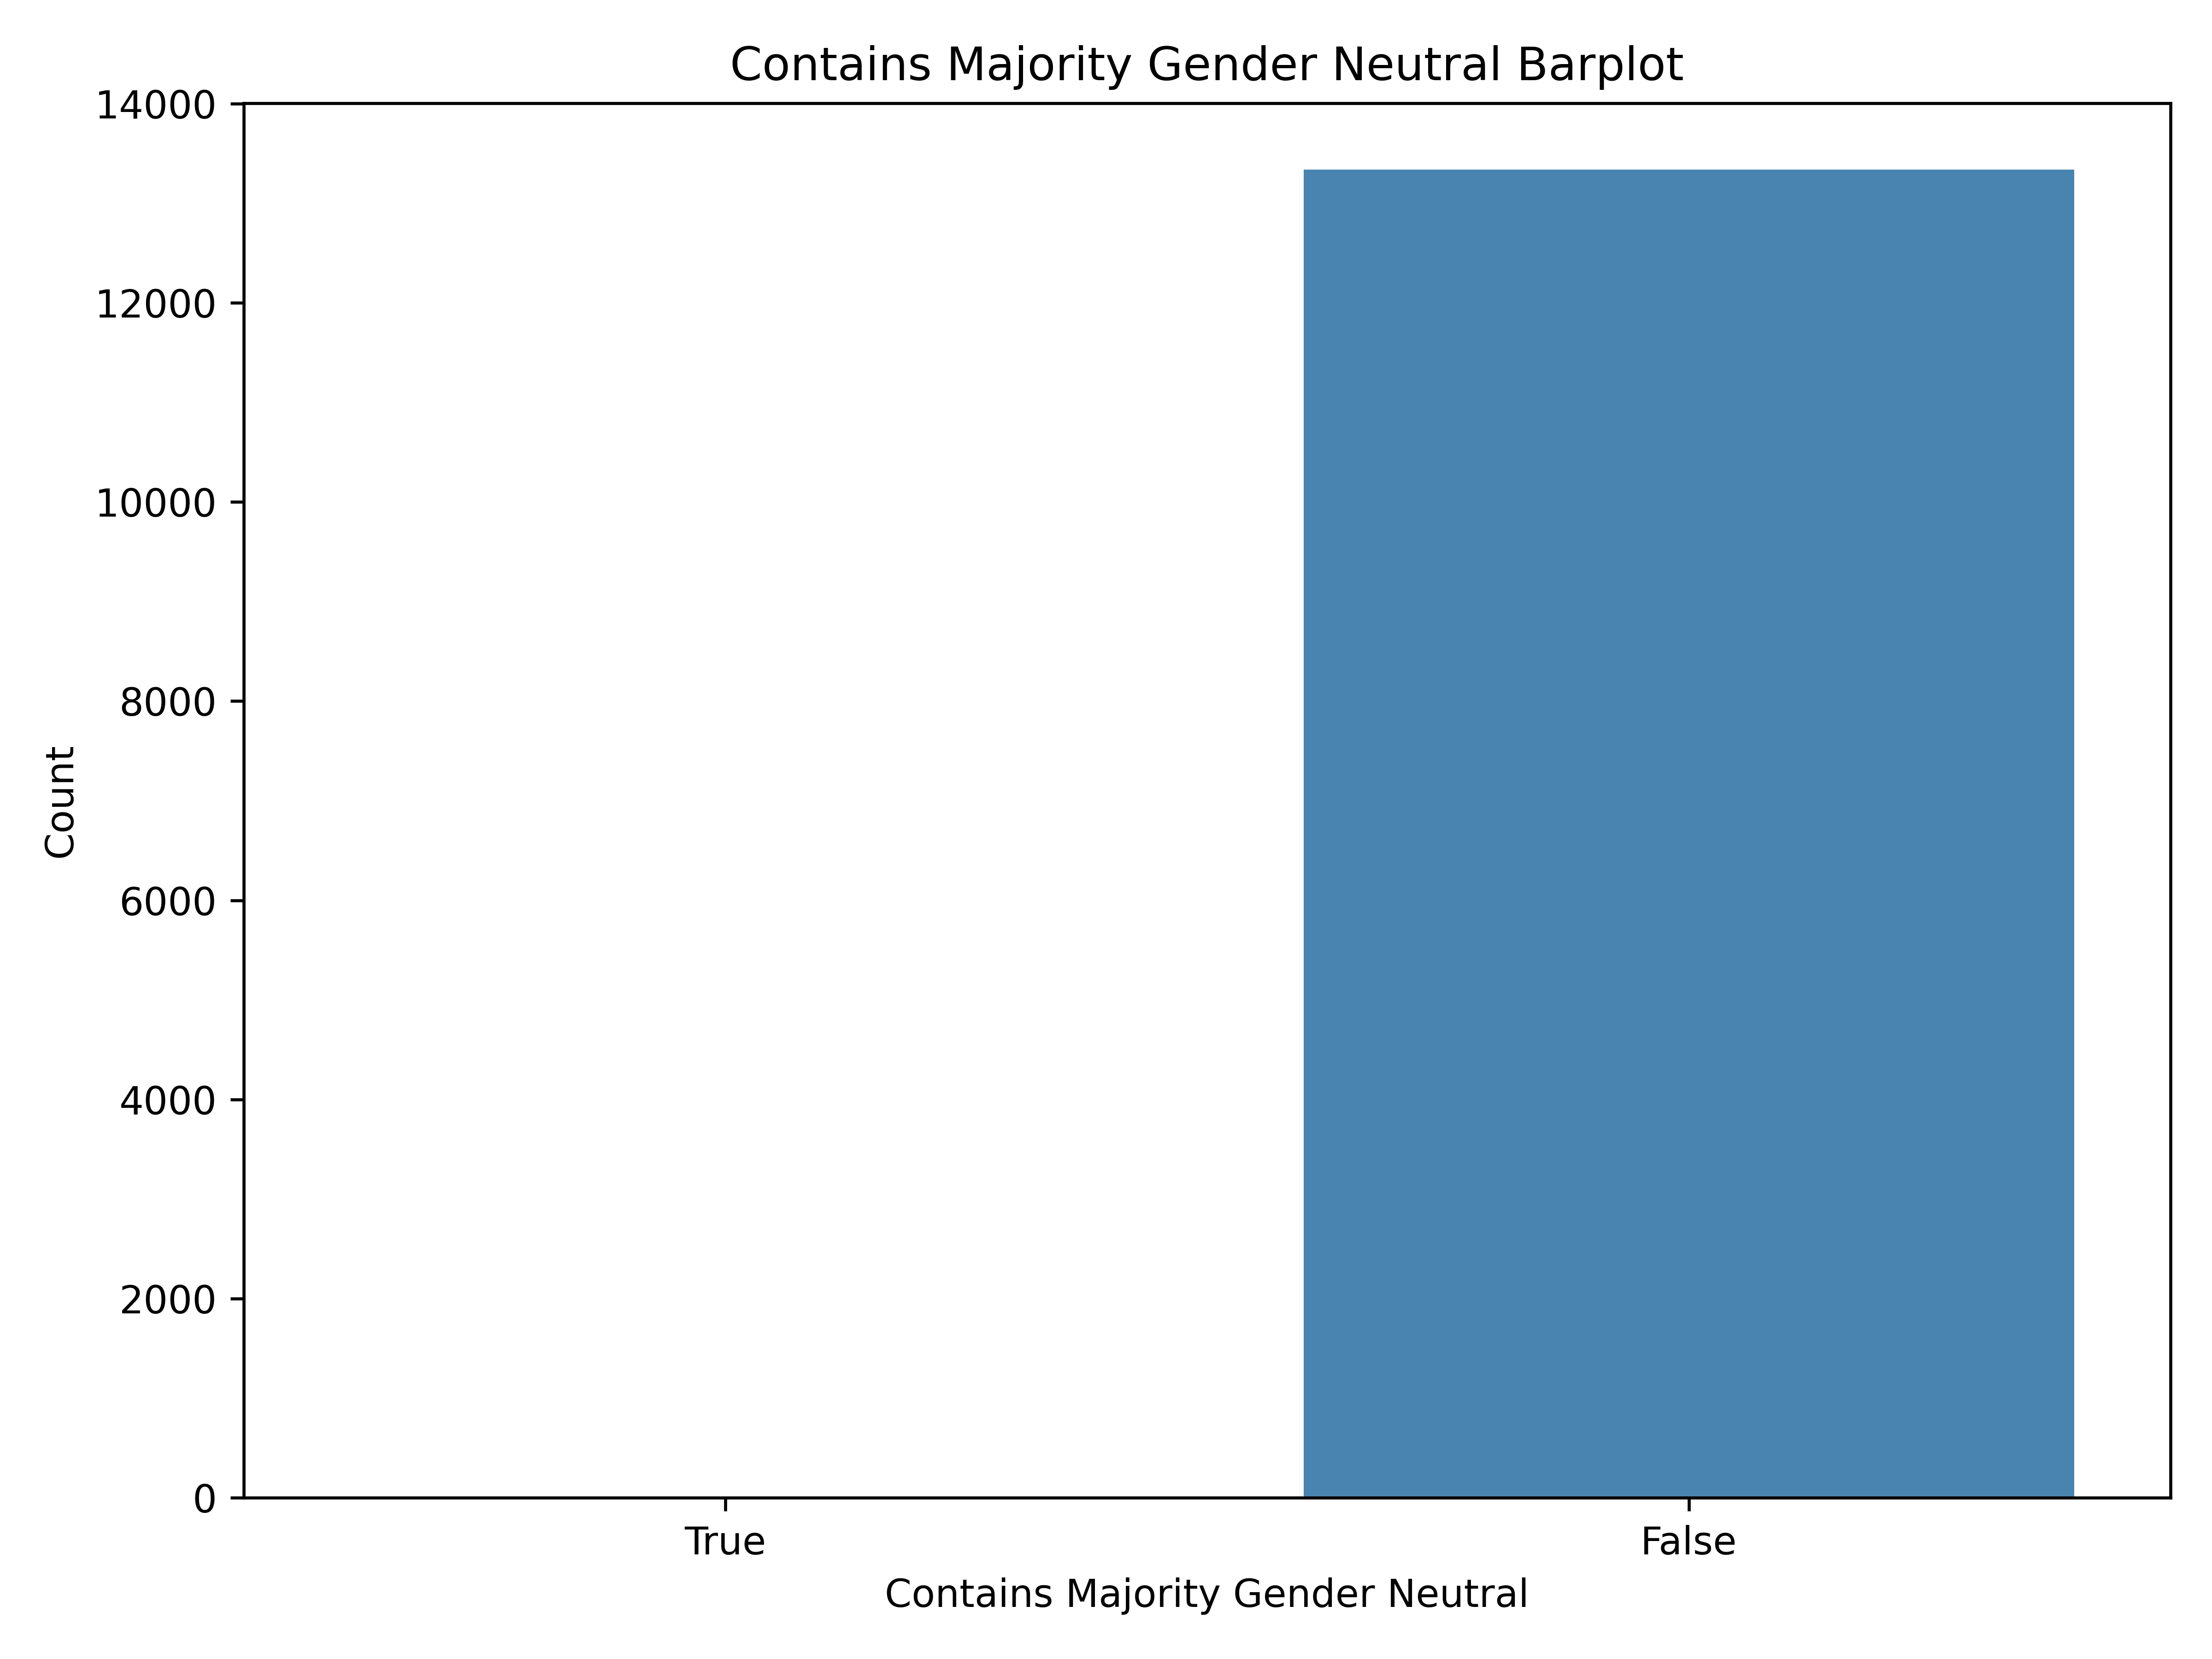 Contains Majority Gender Neutral Barplot
14000
12000
10000
8000
6000
4000
2000
0
Count
True
False
Contains Majority Gender Neutral